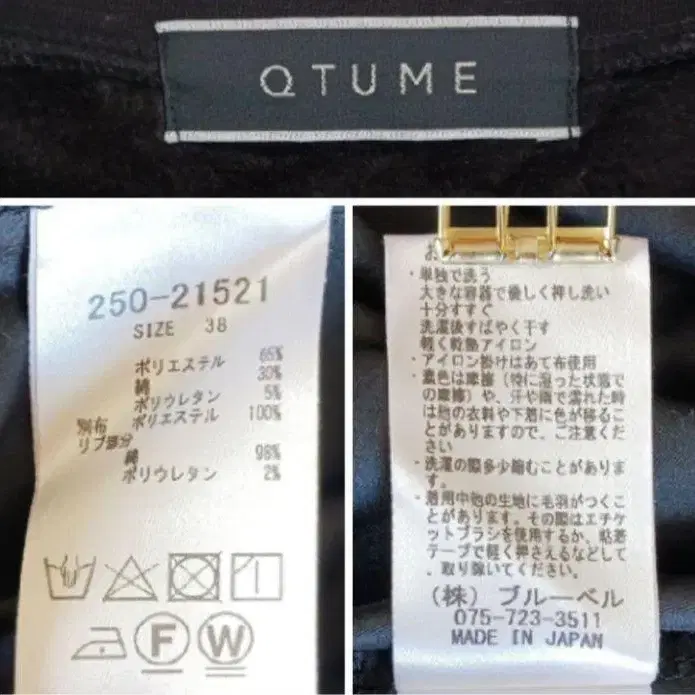 QTUME
250-21521
SIZE 38
ポリエステル 65%
綿 30%
ポリウレタン 5%
別布 ポリエステル 100%
リブ部分
綿 98%
ポリウレタン 2%
F W
お
・単独で洗う
大きな容器で優しく押し洗い
十分すすぐ
洗濯後すばやく干す
軽く乾熱アイロン
・アイロン掛けはあて布使用
・濃色は摩擦(特に湿った状態で
の摩擦)や、汗や雨で濡れた時
は他の衣料や下着に色が移るこ
とがありますので、ご注意くだ
さい
・洗濯の際多少縮むことがありま
す。
・着用中他の生地に毛羽がつくこ
とがあります。その際はエチケ
ットブラシを使用するか、粘着
テープで軽く押さえるなどして
、取り除いてください。
(株)ブルーベル
075-723-3511
MADE IN JAPAN